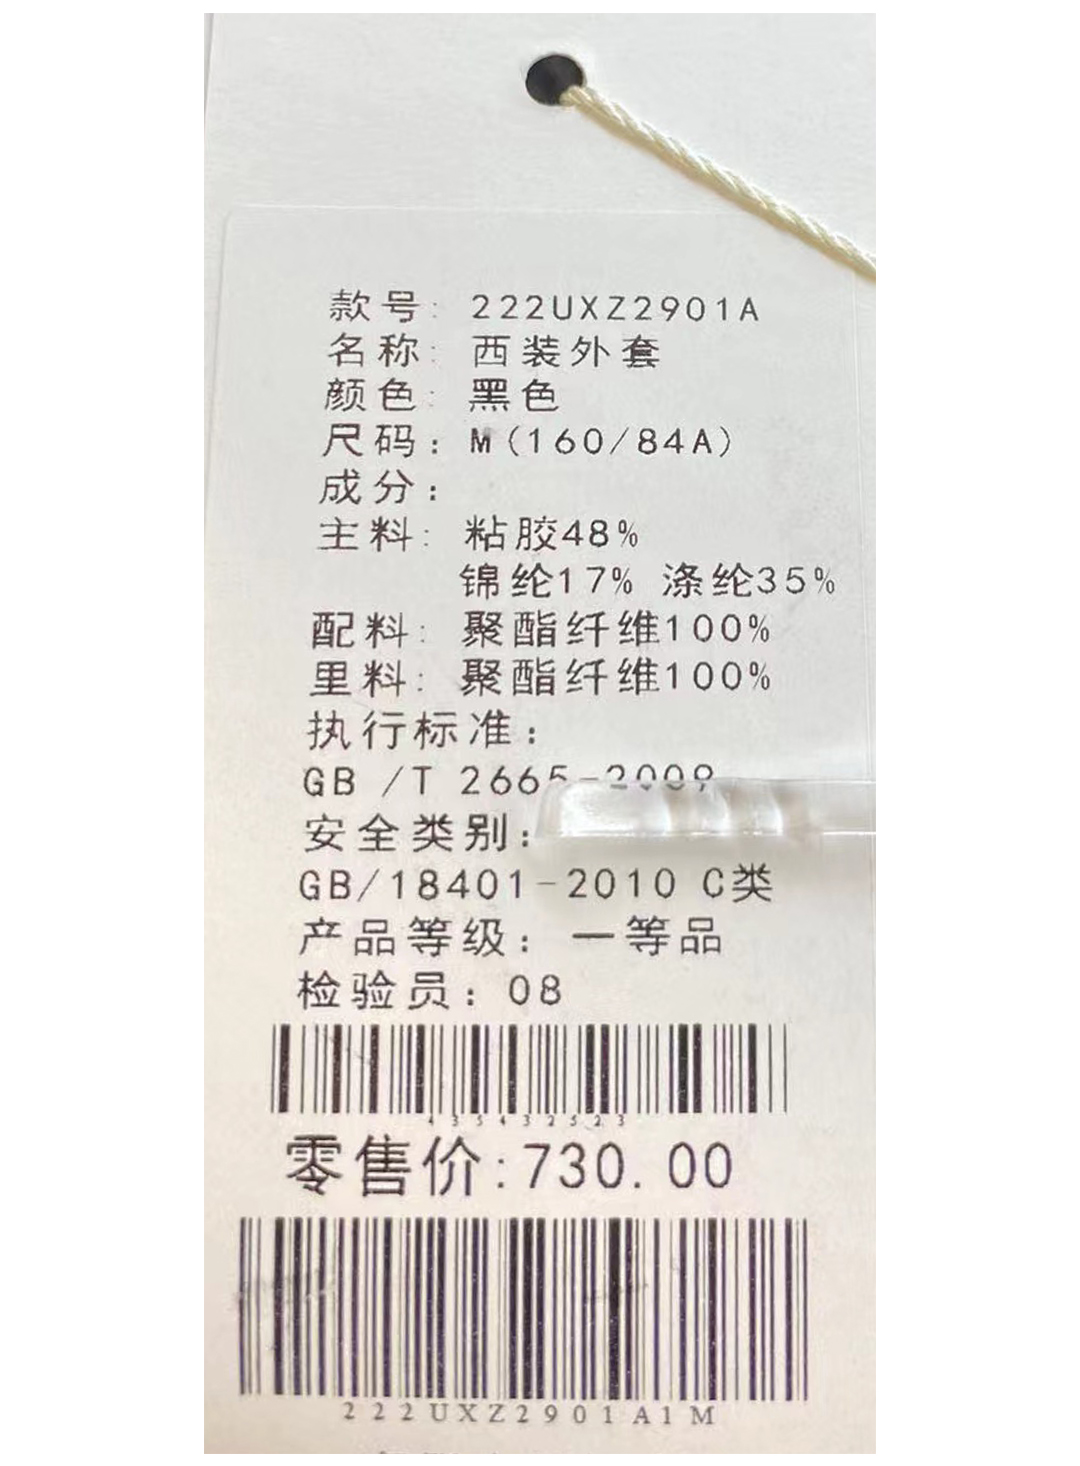 款号: 222UXZ2901A
名称: 西装外套
颜色: 黑色
尺码: M(160/84A)
成分:
主料: 粘胶48%
锦纶17% 涤纶35%
配料: 聚酯纤维100%
里料: 聚酯纤维100%
执行标准:
GB /T 2665-2009
安全类别:
GB/18401-2010 C类
产品等级: 一等品
检验员: 08
435432523
零售价:730.00
222UXZ2901A1M